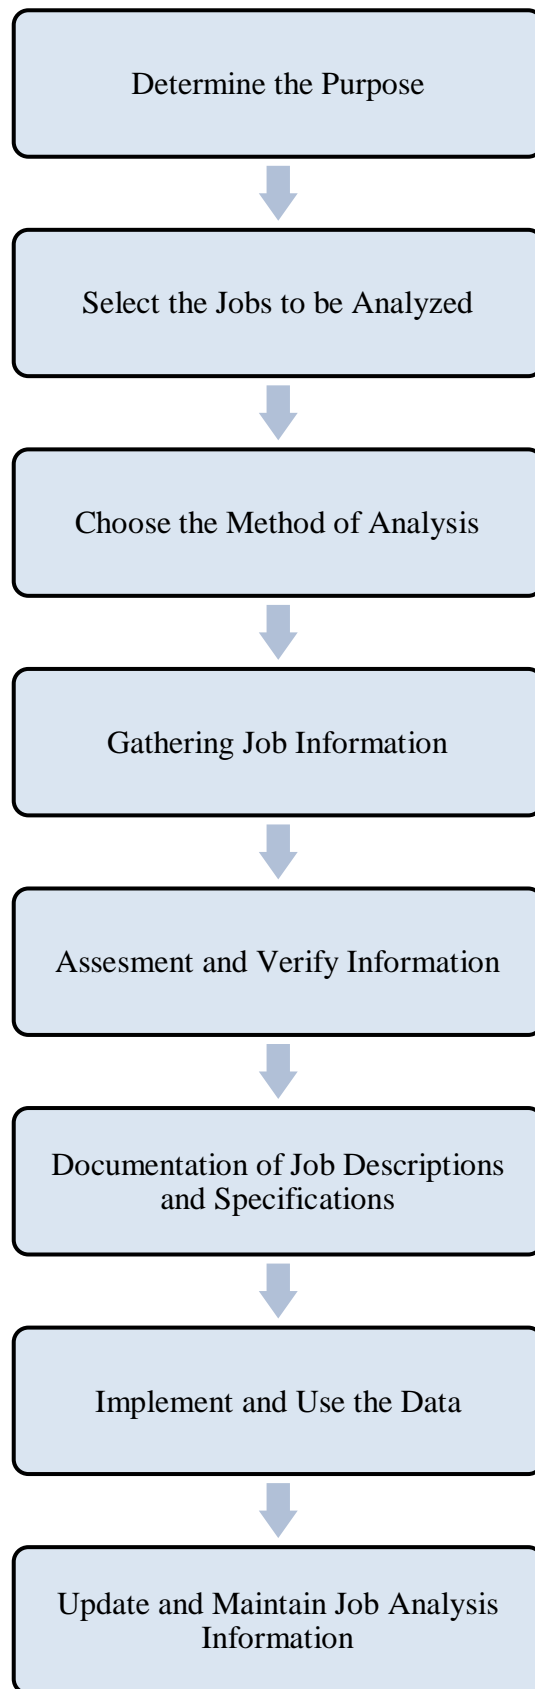 Determine the Purpose
Select the Jobs to be Analyzed
Choose the Method of Analysis
Gathering Job Information
Assesment and Verify Information
Documentation of Job Descriptions
and Specifications
Implement and Use the Data
Update and Maintain Job Analysis
Information